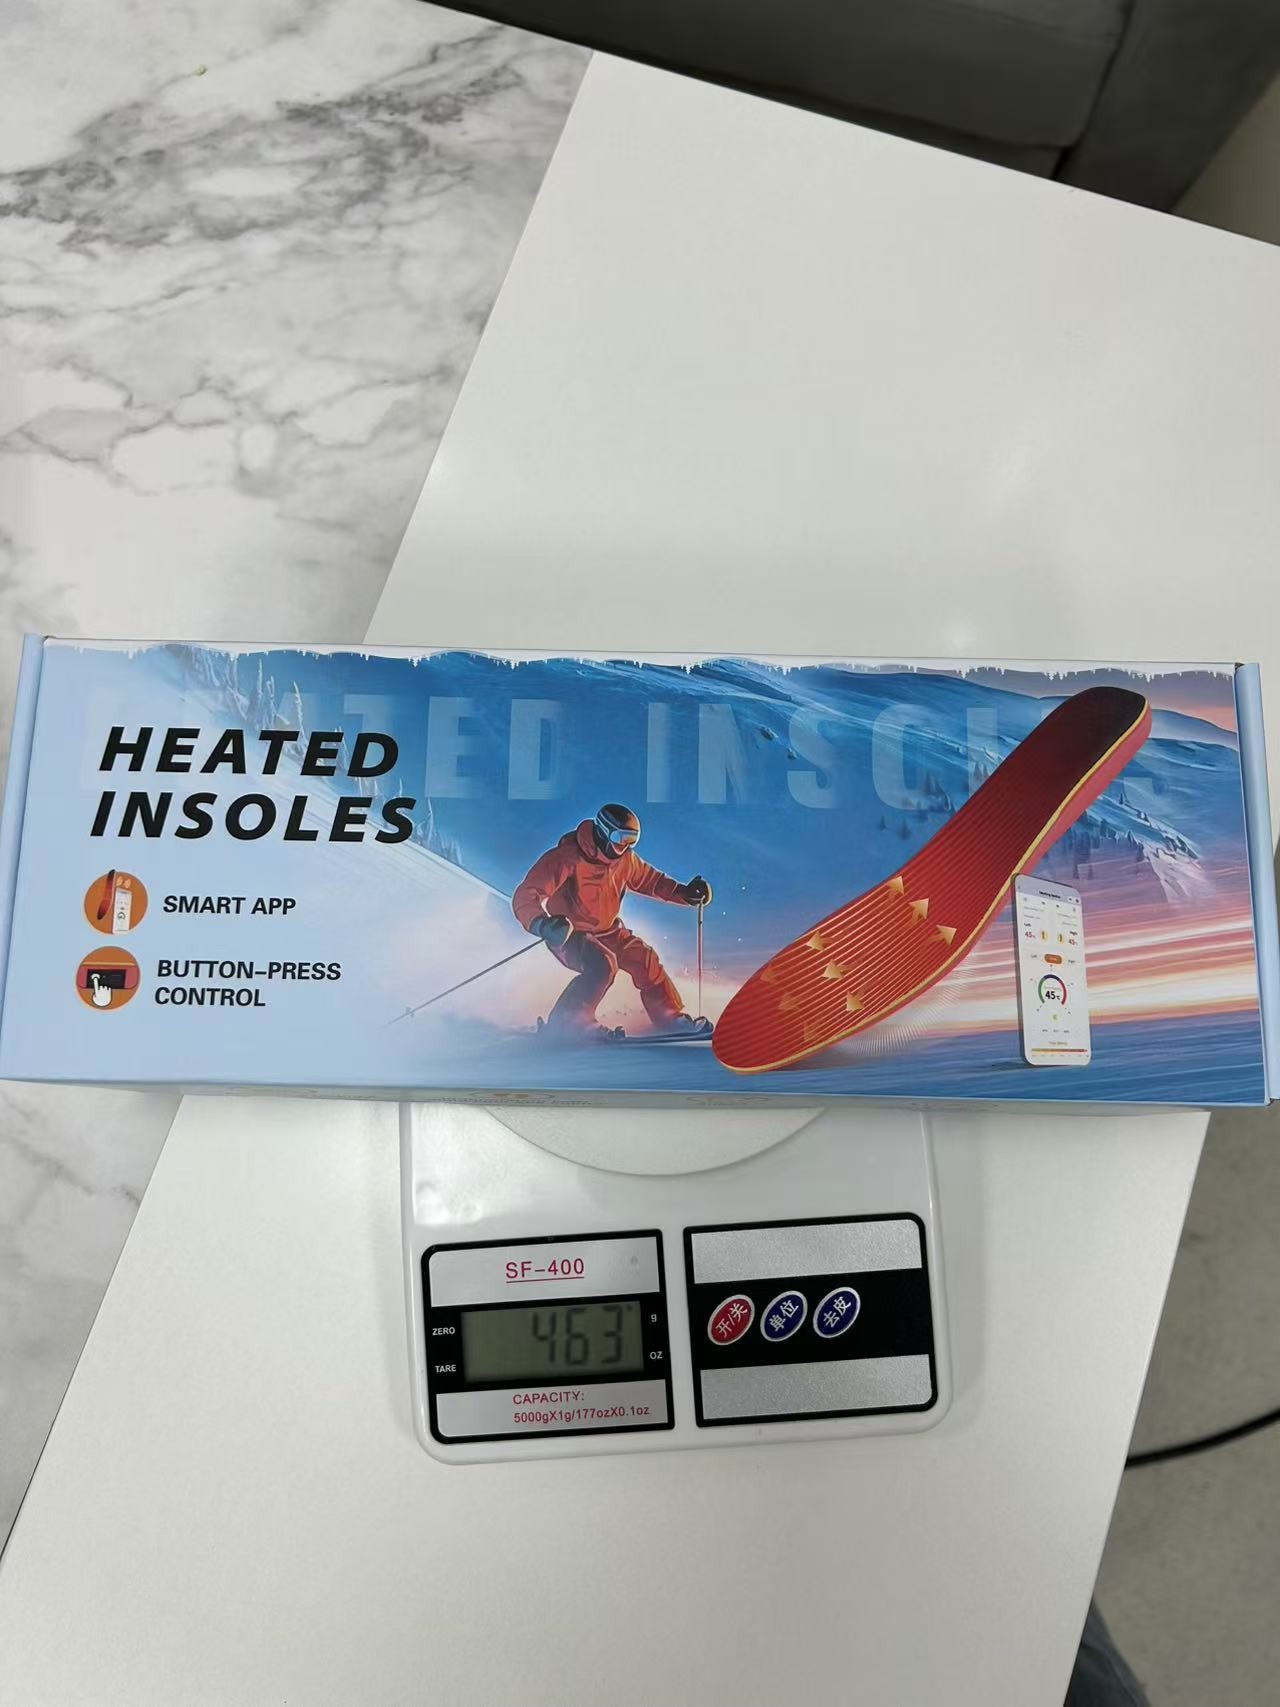 HEATED
INSOLES
SMART APP
BUTTON-PRESS
CONTROL
45℃
SF-400
ZERO
TARE
463
g
OZ
CAPACITY:
5000gX1g/177ozX0.1oz
开/关
单位
去皮